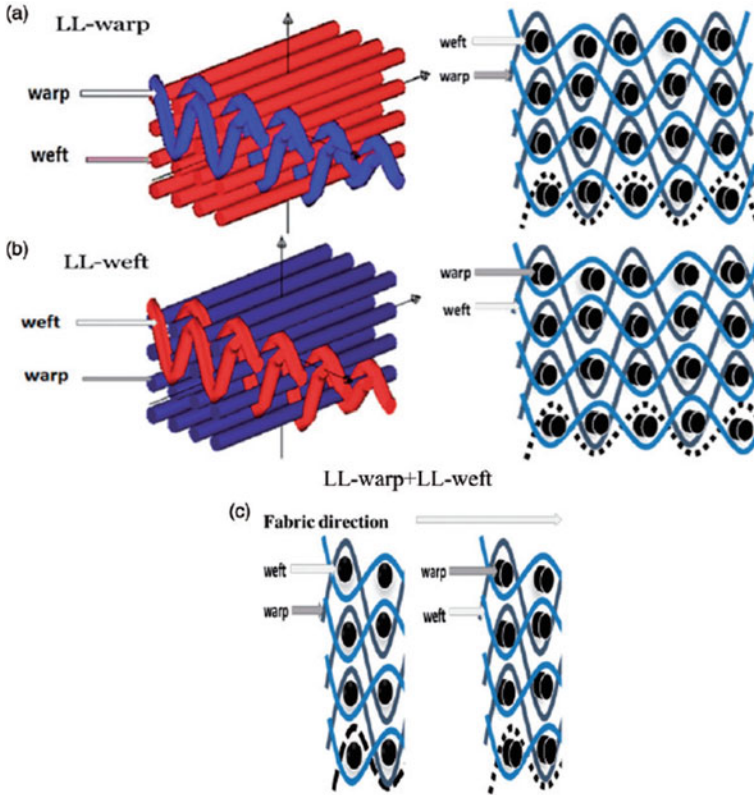 (a)
LL-warp
warp
weft
weft
warp
(b)
LL-weft
weft
warp
warp
weft
LL-warp+LL-weft
(c)
Fabric direction
weft
warp
warp
weft